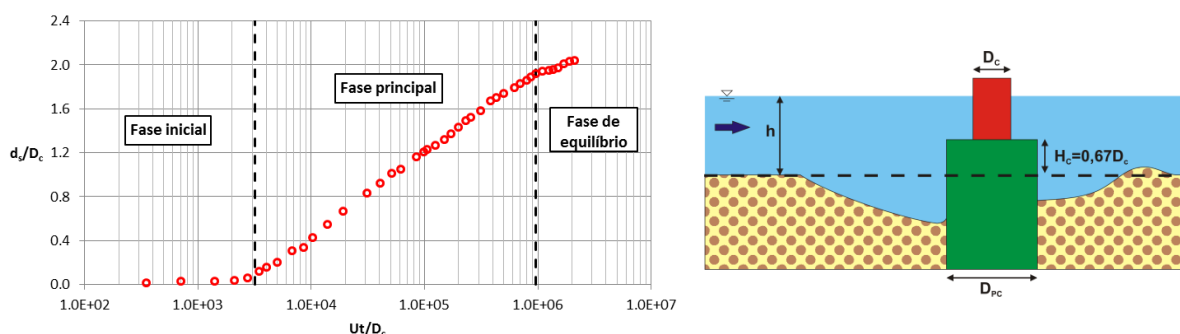 2.4
2.0
1.6
1.2
0.8
0.4
0.0
ds/Dc
Fase inicial
Fase principal
Fase de
equilíbrio
1.0E+02
1.0E+03
1.0E+04
1.0E+05
1.0E+06
1.0E+07
Ut/Dc
DC
h
HC=0,67Dc
DPC